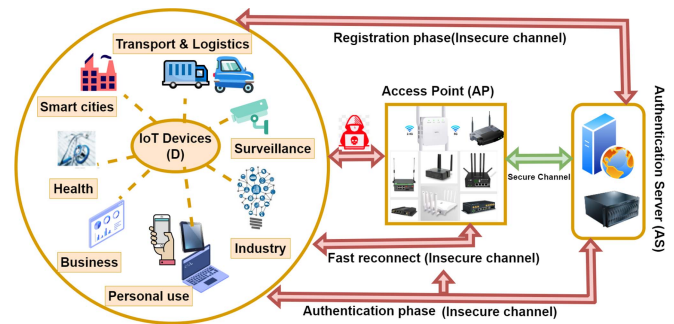 Transport & Logistics
Registration phase(Insecure channel)
Smart cities
Access Point (AP)
IoT Devices
(D)
Surveillance
Health
Secure Channel
Authentication Server (AS)
Business
Industry
Fast reconnect (Insecure channel)
Personal use
Authentication phase (Insecure channel)